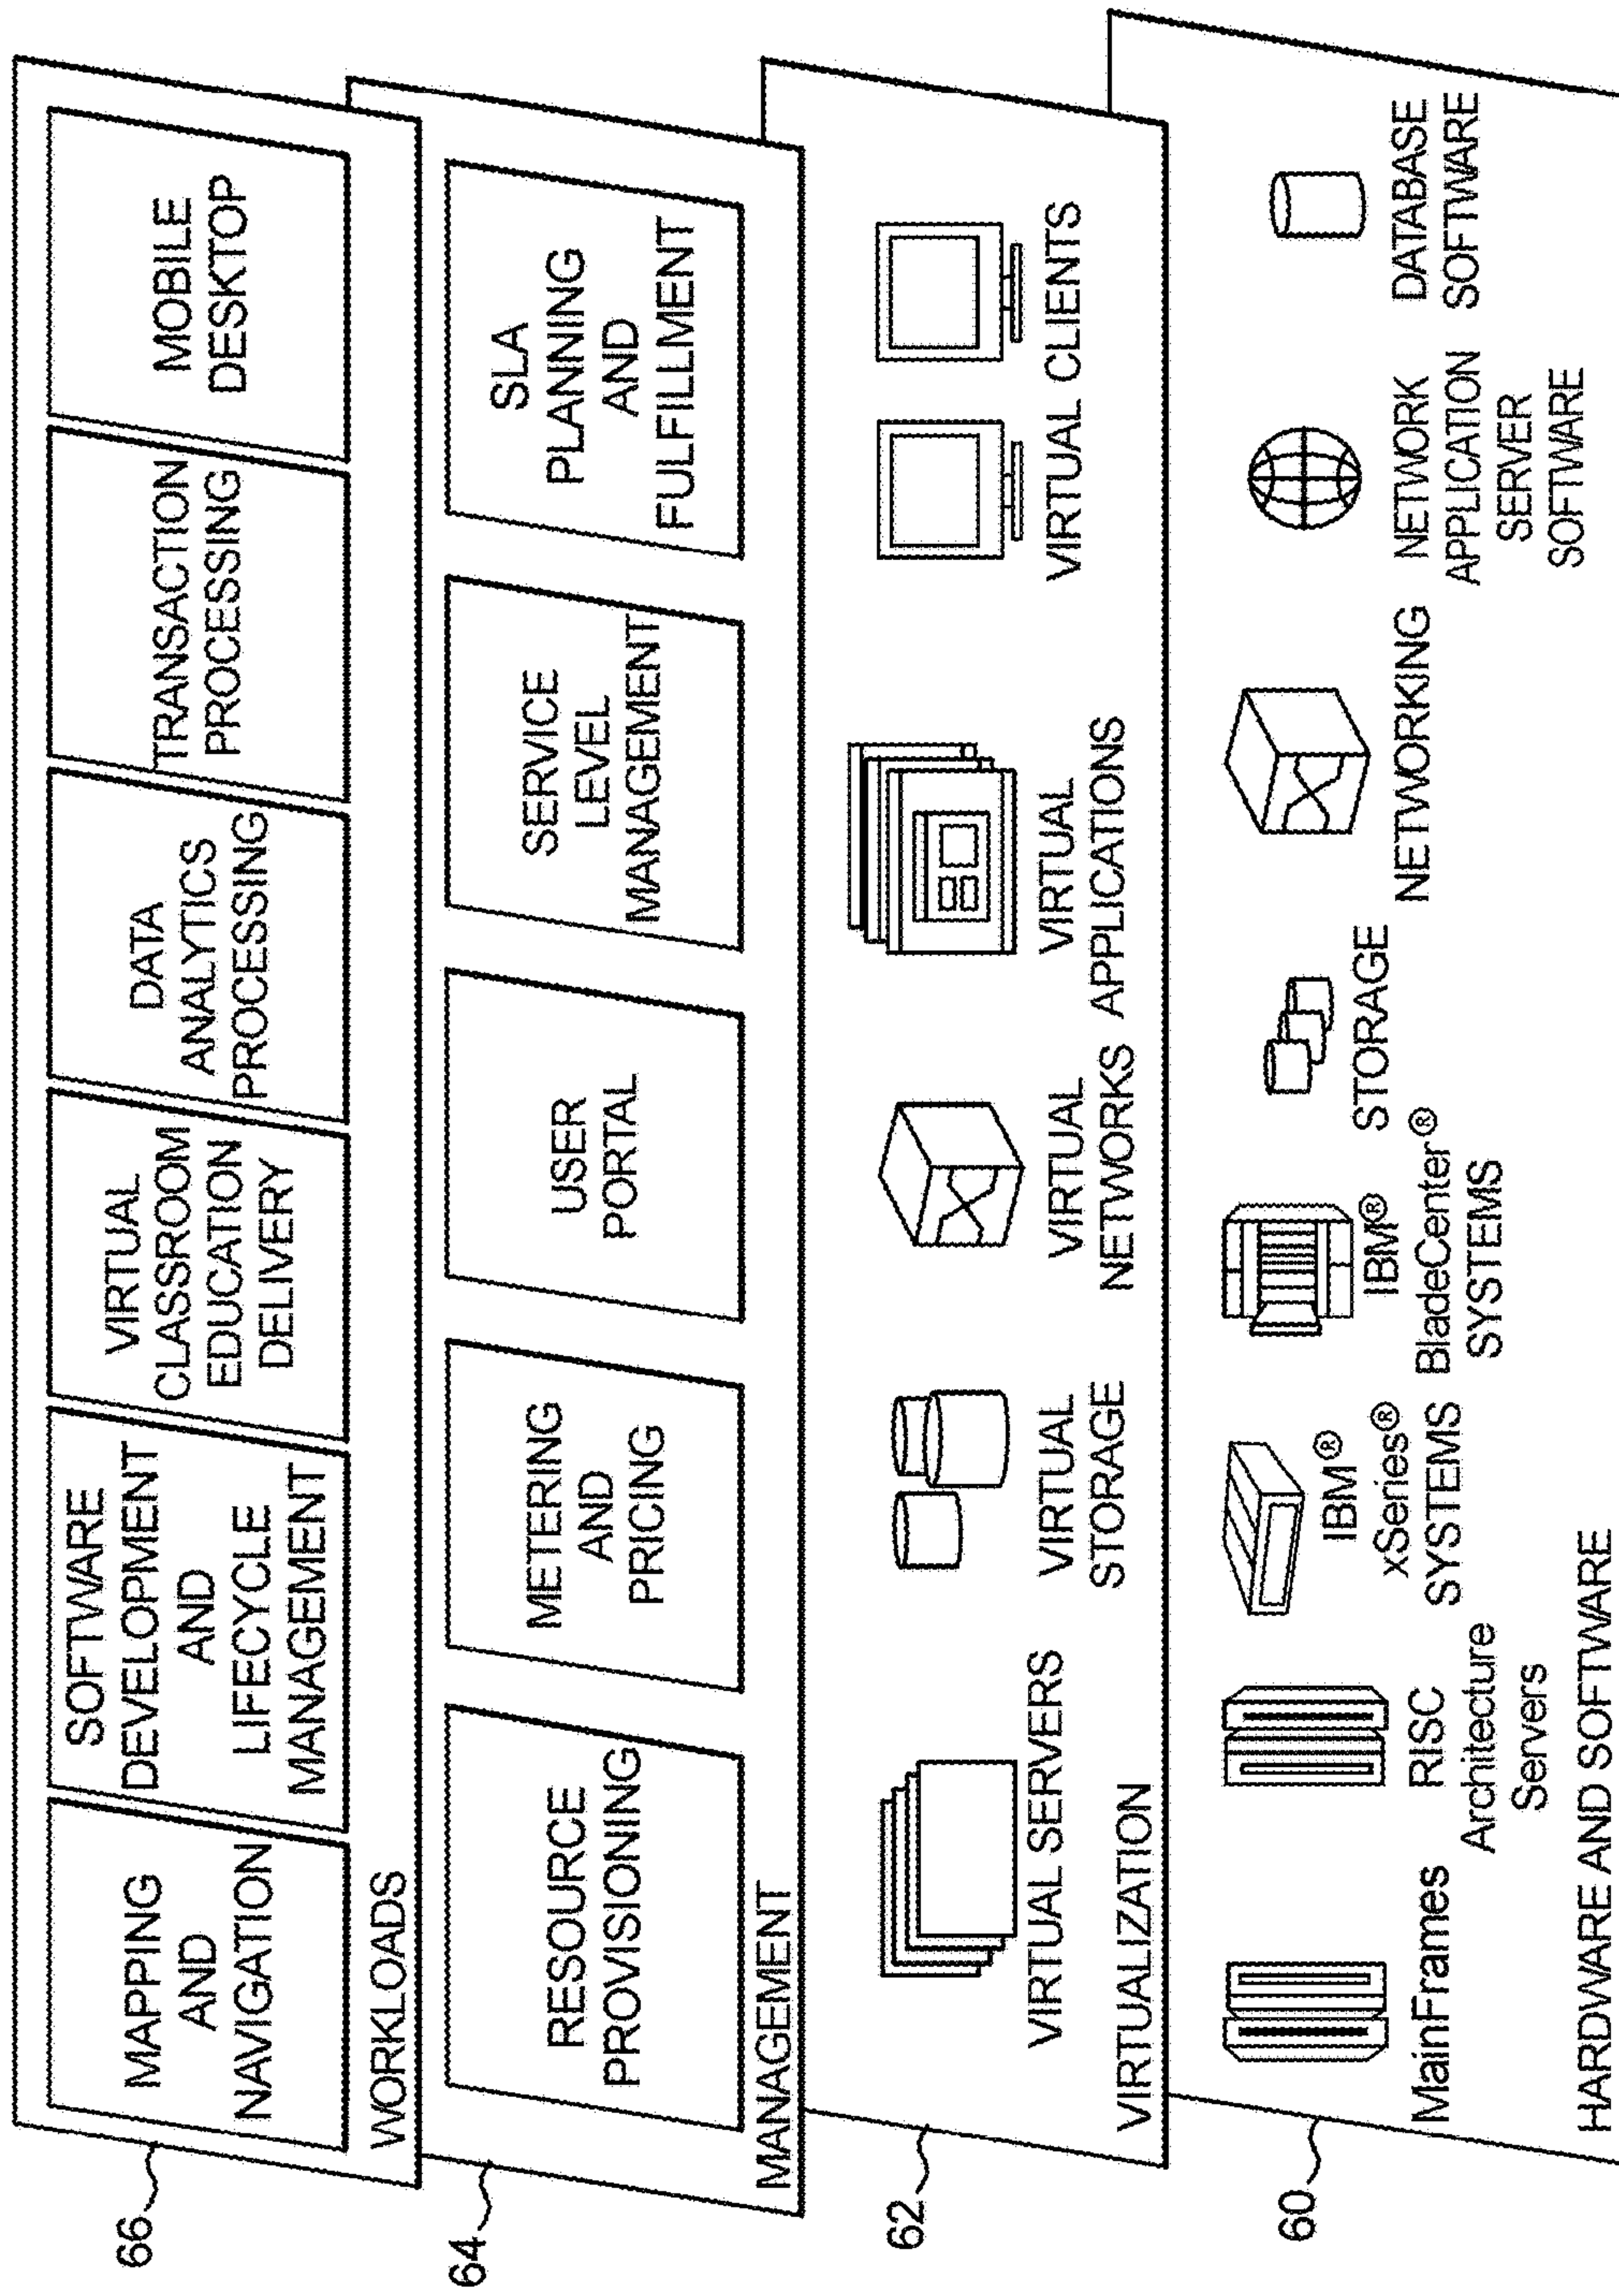 66
MAPPING
AND
NAVIGATION
SOFTWARE
DEVELOPMENT
AND
LIFECYCLE
MANAGEMENT
VIRTUAL
CLASSROOM
EDUCATION
DELIVERY
DATA
ANALYTICS
PROCESSING
TRANSACTION
PROCESSING
MOBILE
DESKTOP
WORKLOADS
64
RESOURCE
PROVISIONING
METERING
AND
PRICING
USER
PORTAL
SERVICE
LEVEL
MANAGEMENT
SLA
PLANNING
AND
FULFILLMENT
MANAGEMENT
62
VIRTUAL SERVERS
VIRTUAL
STORAGE
VIRTUAL
NETWORKS
VIRTUAL
APPLICATIONS
VIRTUAL CLIENTS
VIRTUALIZATION
60
MainFrames
RISC
Architecture
Servers
IBM®
xSeries®
SYSTEMS
IBM®
BladeCenter®
SYSTEMS
STORAGE
NETWORKING
NETWORK
APPLICATION
SERVER
SOFTWARE
DATABASE
SOFTWARE
HARDWARE AND SOFTWARE